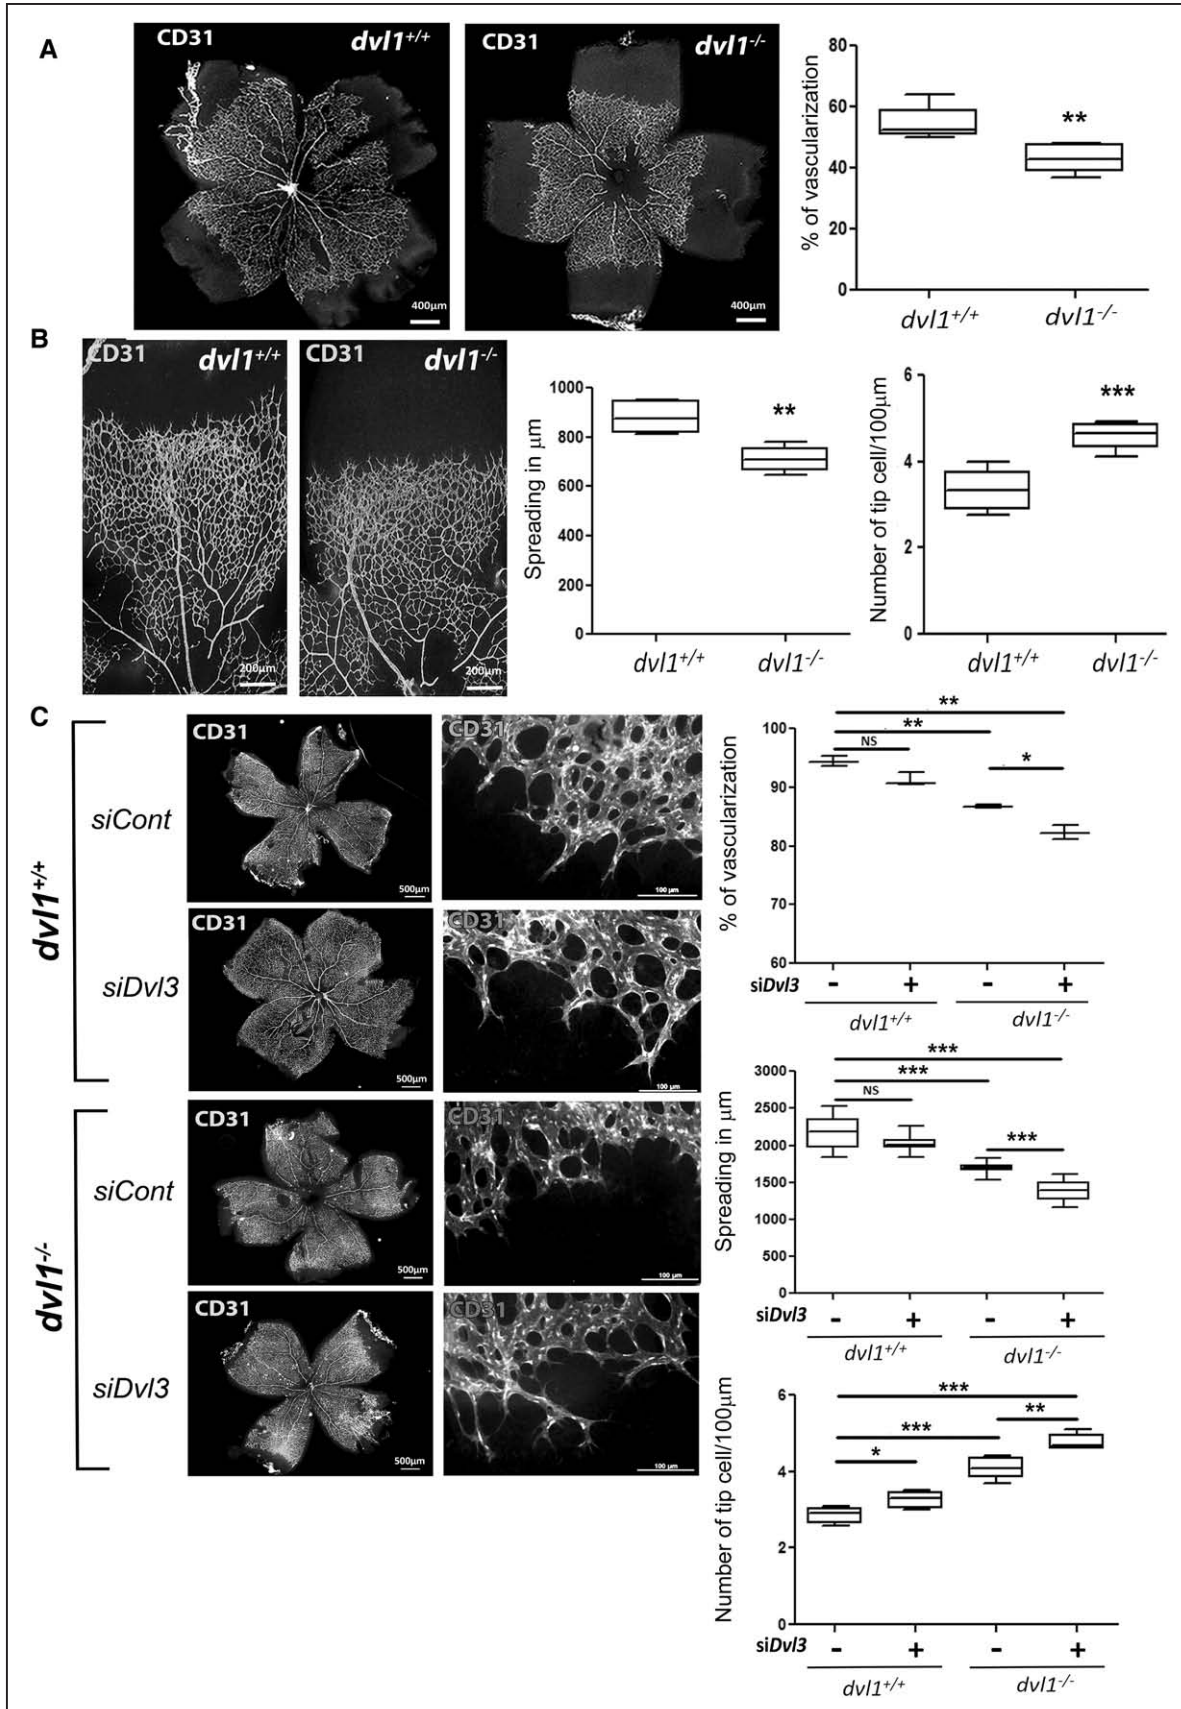 A
CD31
dvl1+/+
400µm
CD31
dvl1-/-
400µm
% of vascularization
80
60
40
20
0
**
dvl1+/+
dvl1-/-
B
CD31
dvl1+/+
200µm
CD31
dvl1-/-
200µm
Spreading in µm
1000
800
600
400
200
0
**
dvl1+/+
dvl1-/-
Number of tip cell/100µm
6
4
2
0
***
dvl1+/+
dvl1-/-
C
dvl1+/+
siCont
CD31
500µm
CD31
100 µm
siDvl3
CD31
500µm
CD31
100 µm
dvl1-/-
siCont
CD31
500µm
CD31
100 µm
siDvl3
CD31
500µm
CD31
100 µm
% of vascularization
100
90
80
70
60
**
**
NS
*
siDvl3 - + - +
dvl1+/+ dvl1-/-
Spreading in µm
3000
2500
2000
1500
1000
500
0
***
***
NS
***
siDvl3 - + - +
dvl1+/+ dvl1-/-
Number of tip cell/100µm
6
4
2
0
***
**
***
*
siDvl3 - + - +
dvl1+/+ dvl1-/-